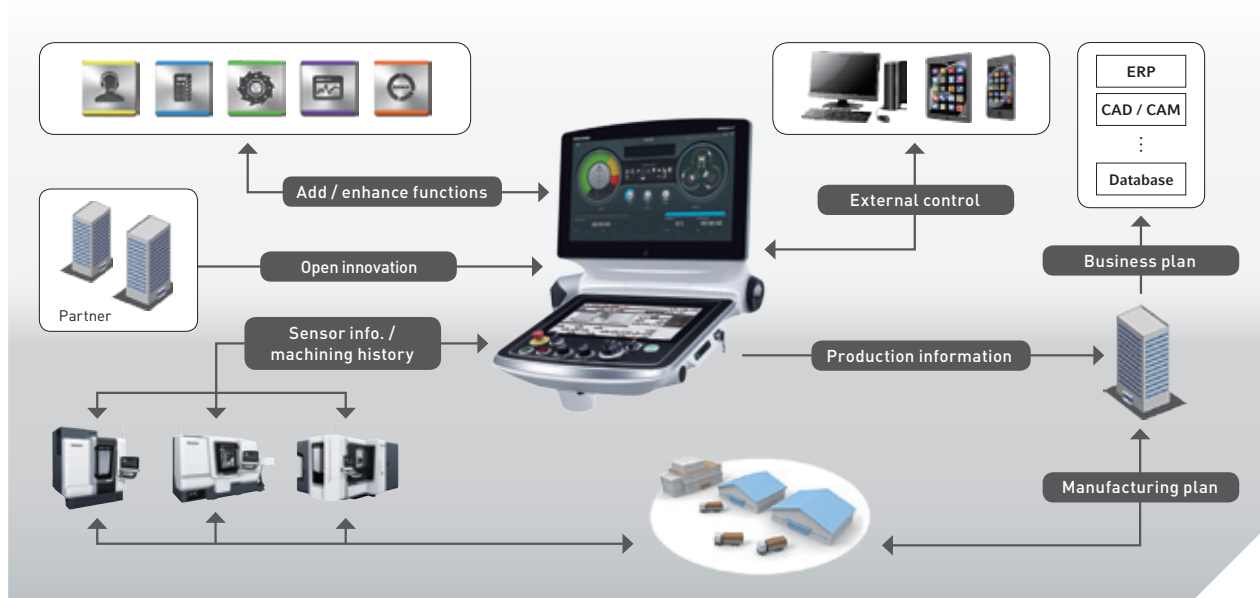 ERP
CAD / CAM
⋮
Database
Add / enhance functions
External control
Open innovation
Business plan
Partner
Sensor info. /
machining history
Production information
Manufacturing plan